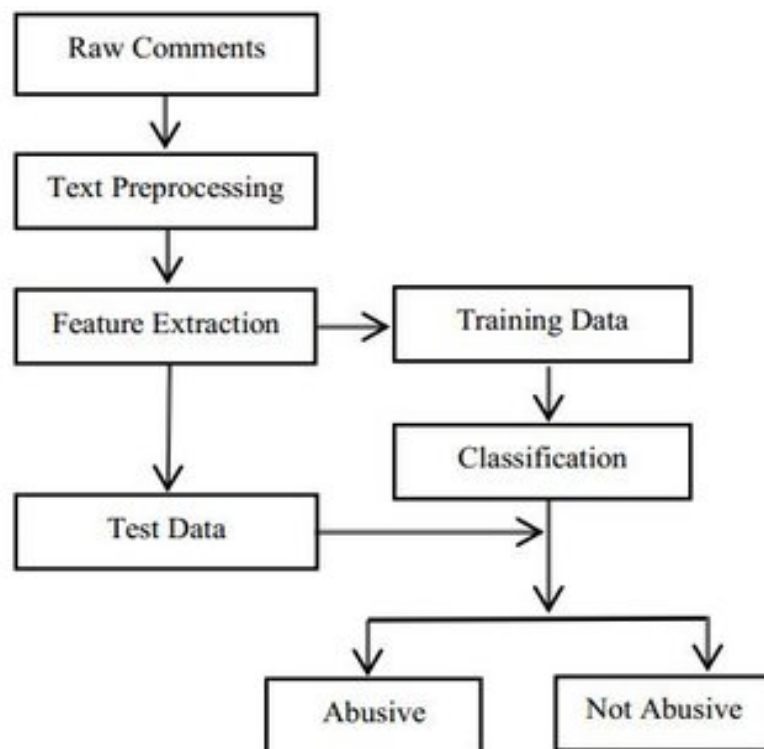 Raw Comments
Text Preprocessing
Feature Extraction
Training Data
Classification
Test Data
Abusive
Not Abusive